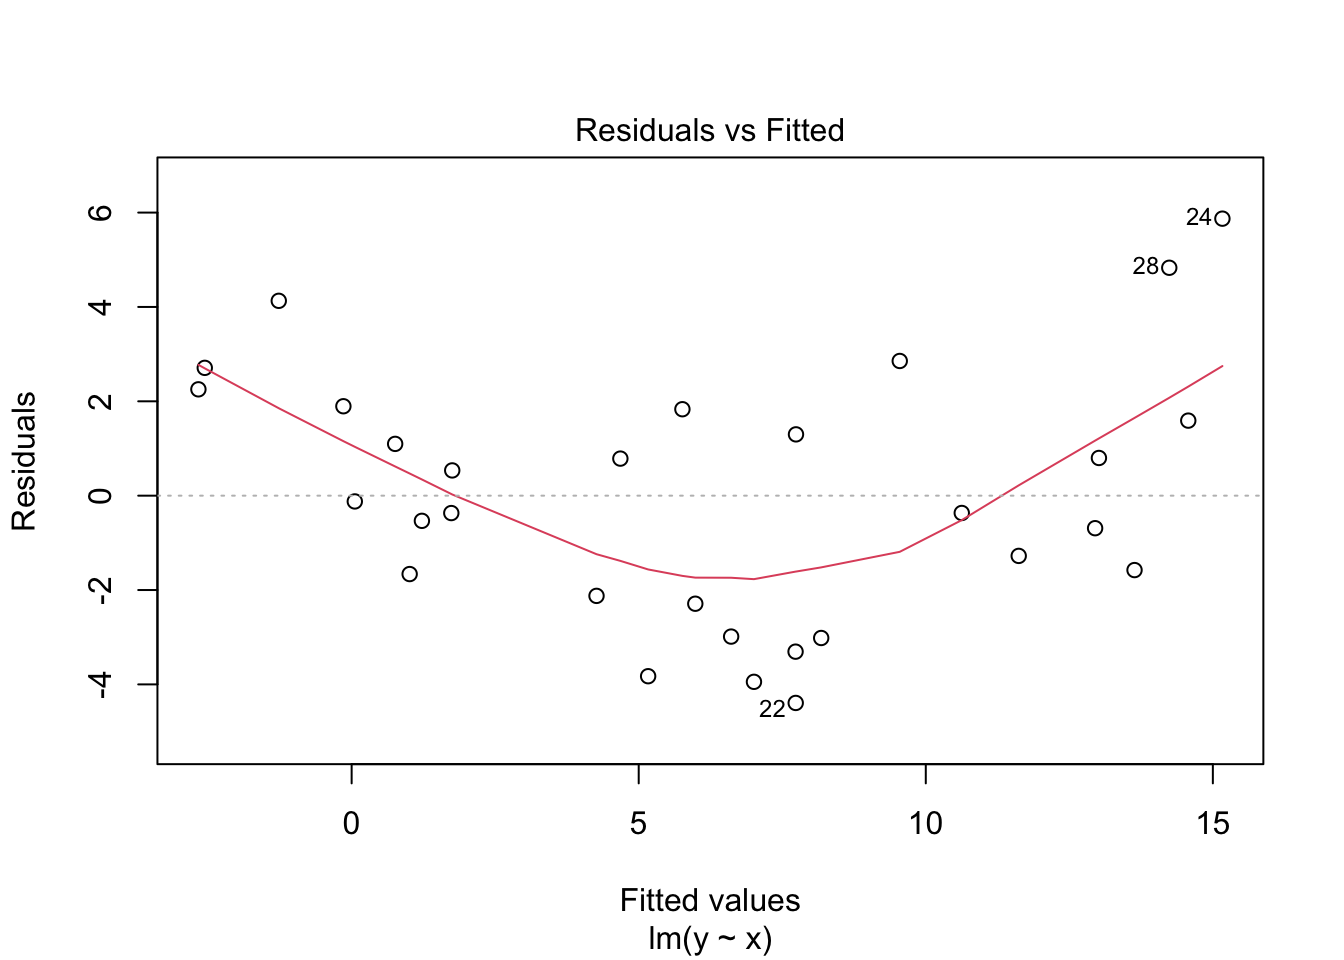 Residuals vs Fitted
Residuals
6
4
2
0
-2
-4
24
28
22
0 5 10 15
Fitted values
lm(y ~ x)